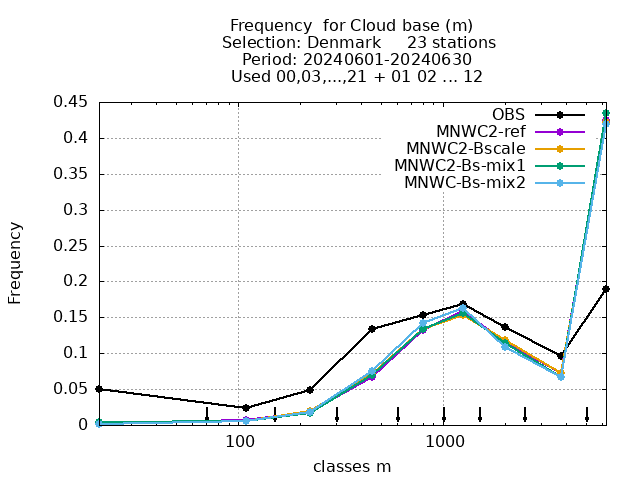 Frequency  for Cloud base (m)
Selection: Denmark     23 stations
Period: 20240601-20240630
Used 00,03,...,21 + 01 02 ... 12
Frequency
0.45
0.4
0.35
0.3
0.25
0.2
0.15
0.1
0.05
0
OBS
MNWC2-ref
MNWC2-Bscale
MNWC2-Bs-mix1
MNWC-Bs-mix2
100
1000
classes m